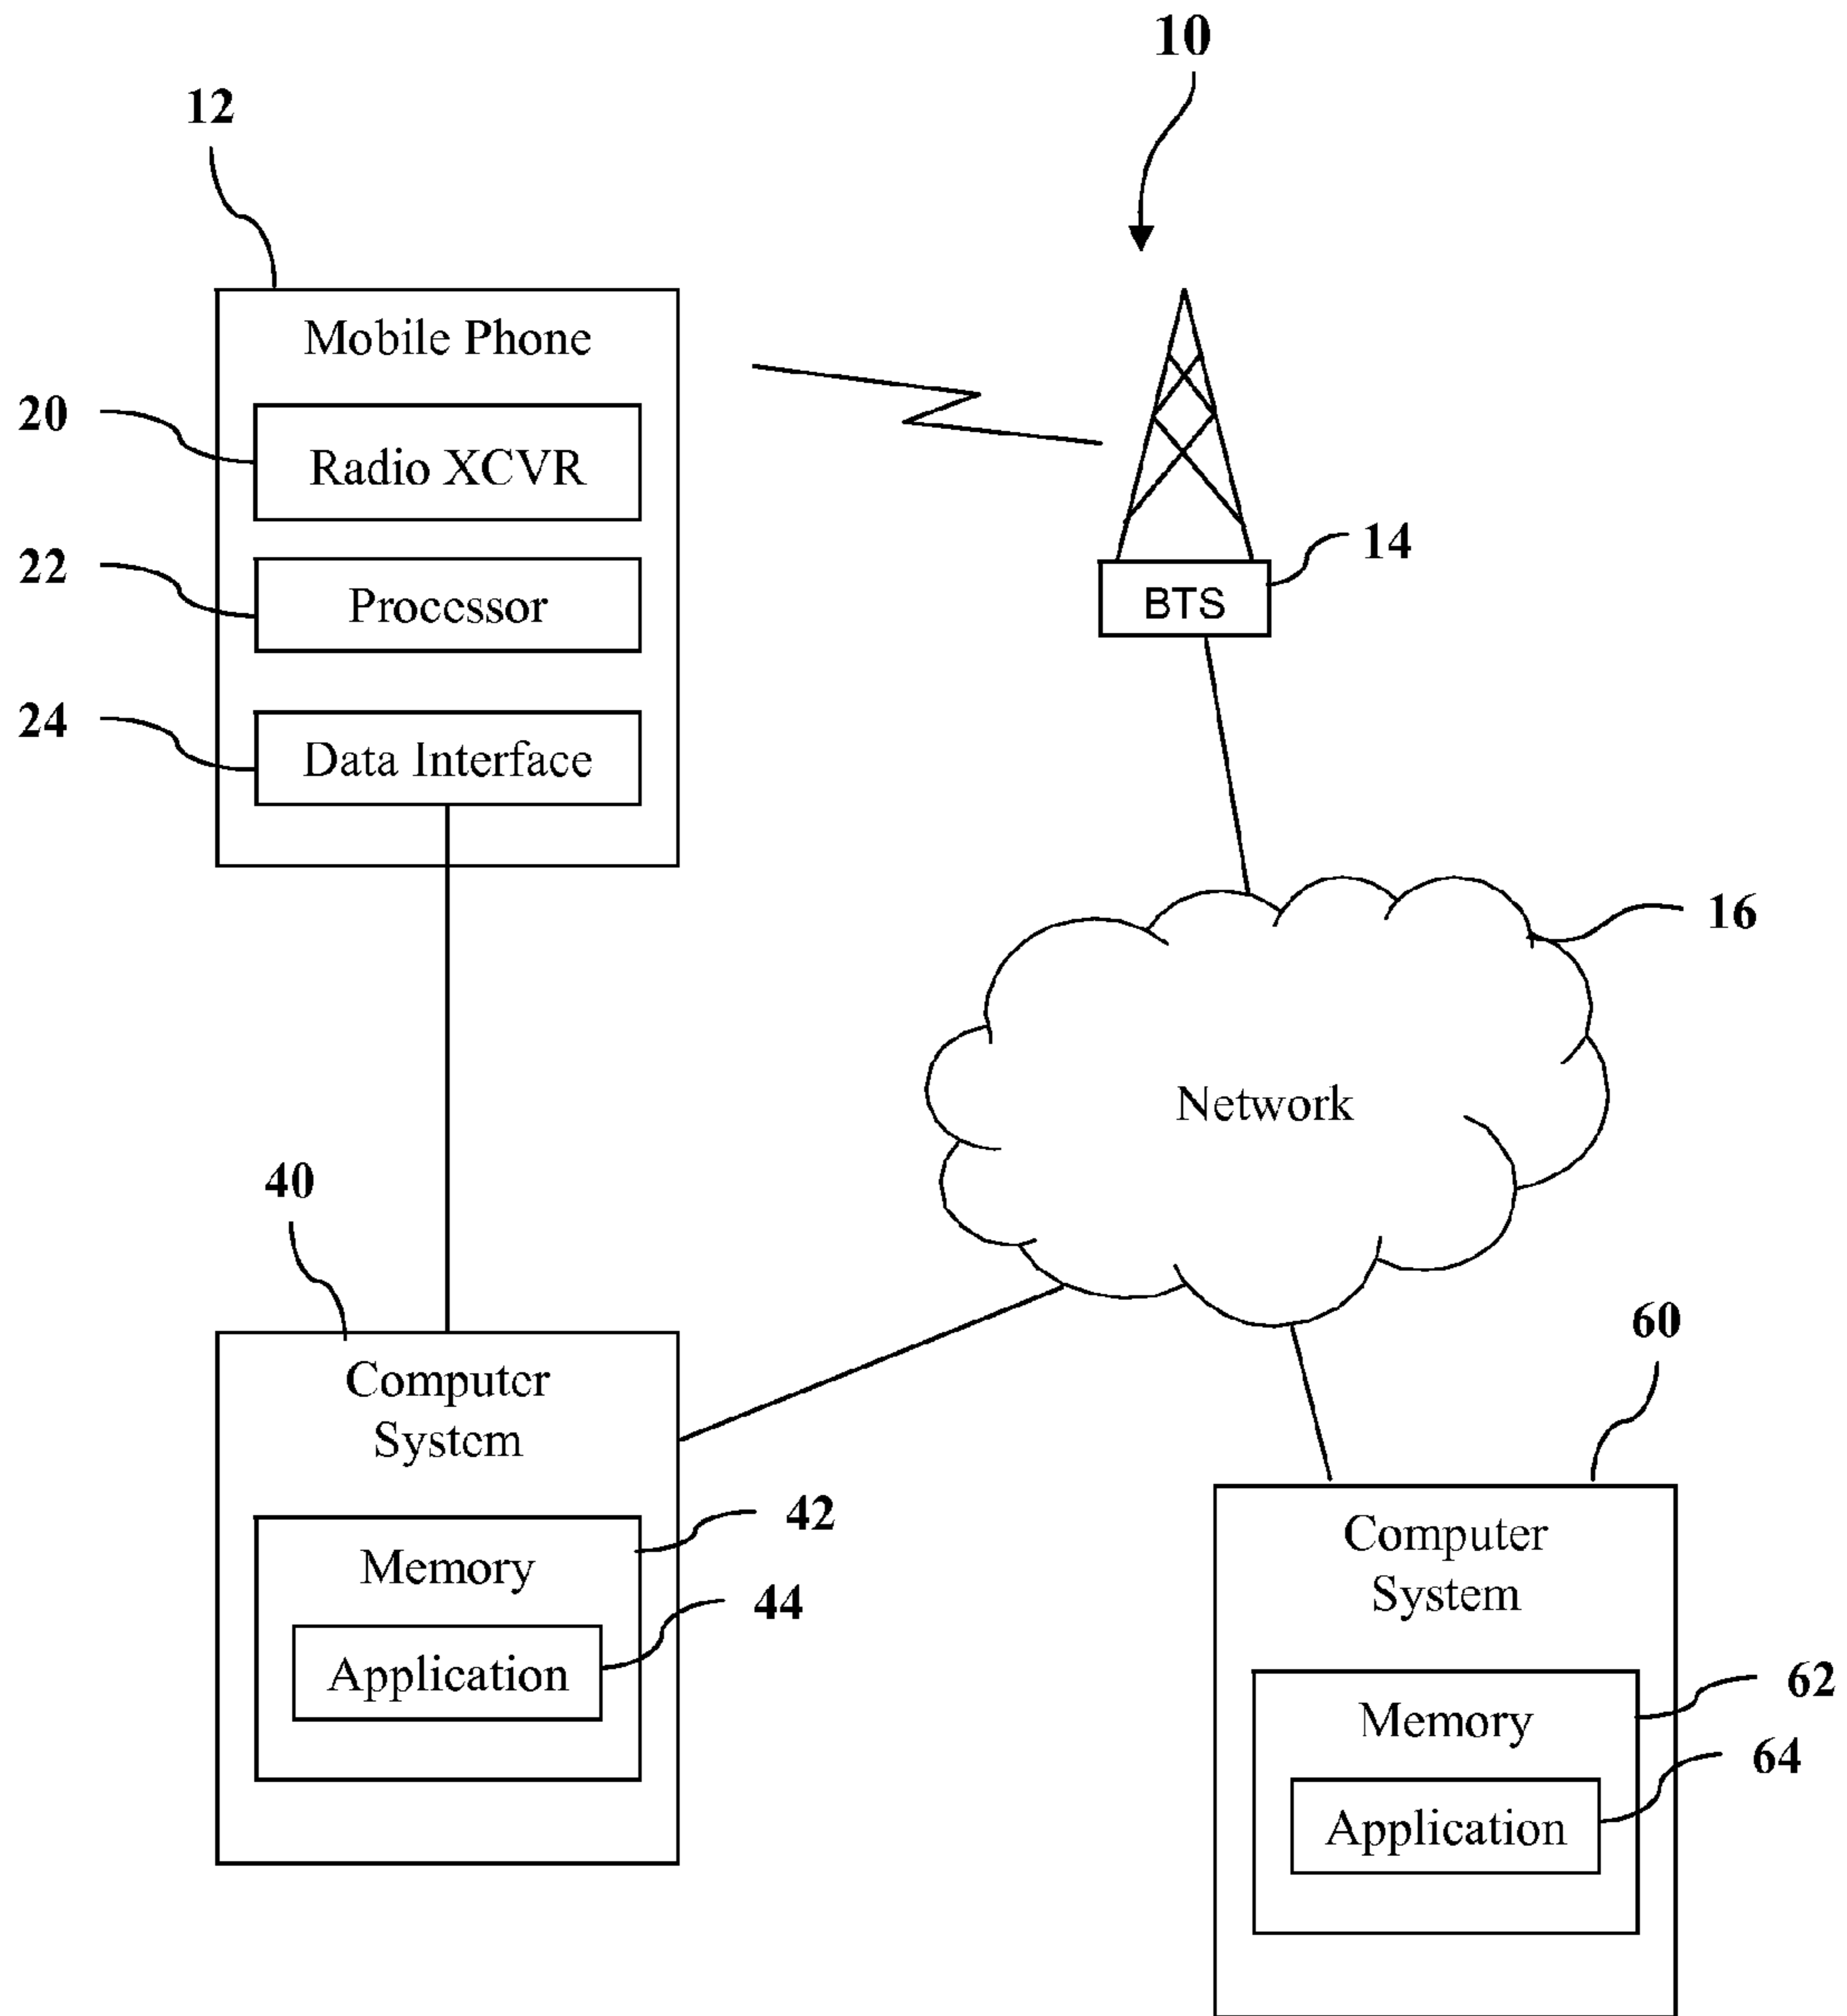 10
12
Mobile Phone
20
Radio XCVR
22
Processor
14
BTS
24
Data Interface
16
Network
40
Computer
System
60
42
Memory
44
Application
Computer
System
62
Memory
64
Application